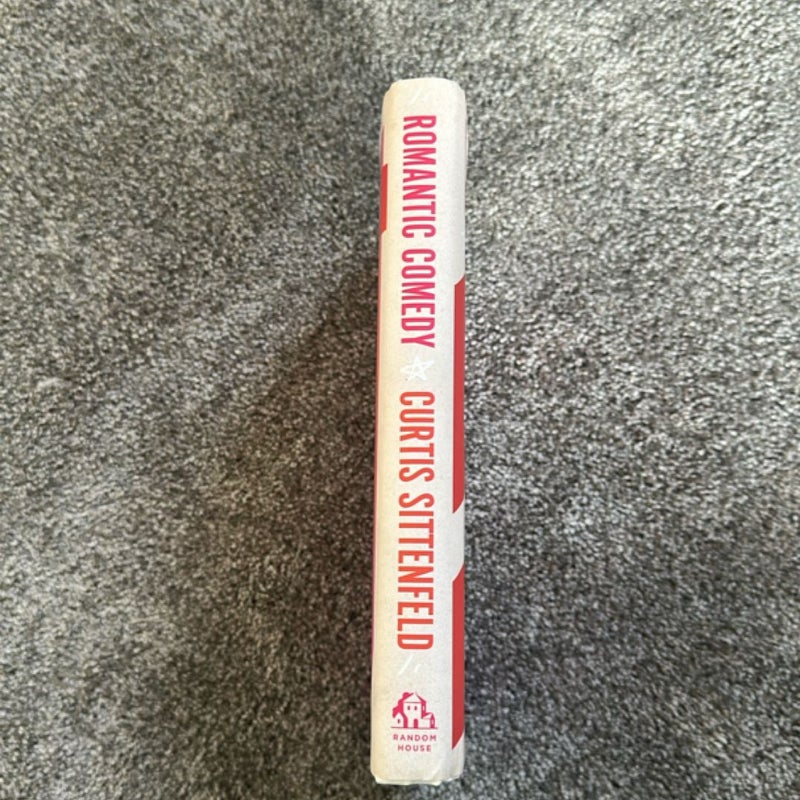 ROMANTIC COMEDY ☆ CURTIS SITTENFELD
RANDOM
HOUSE